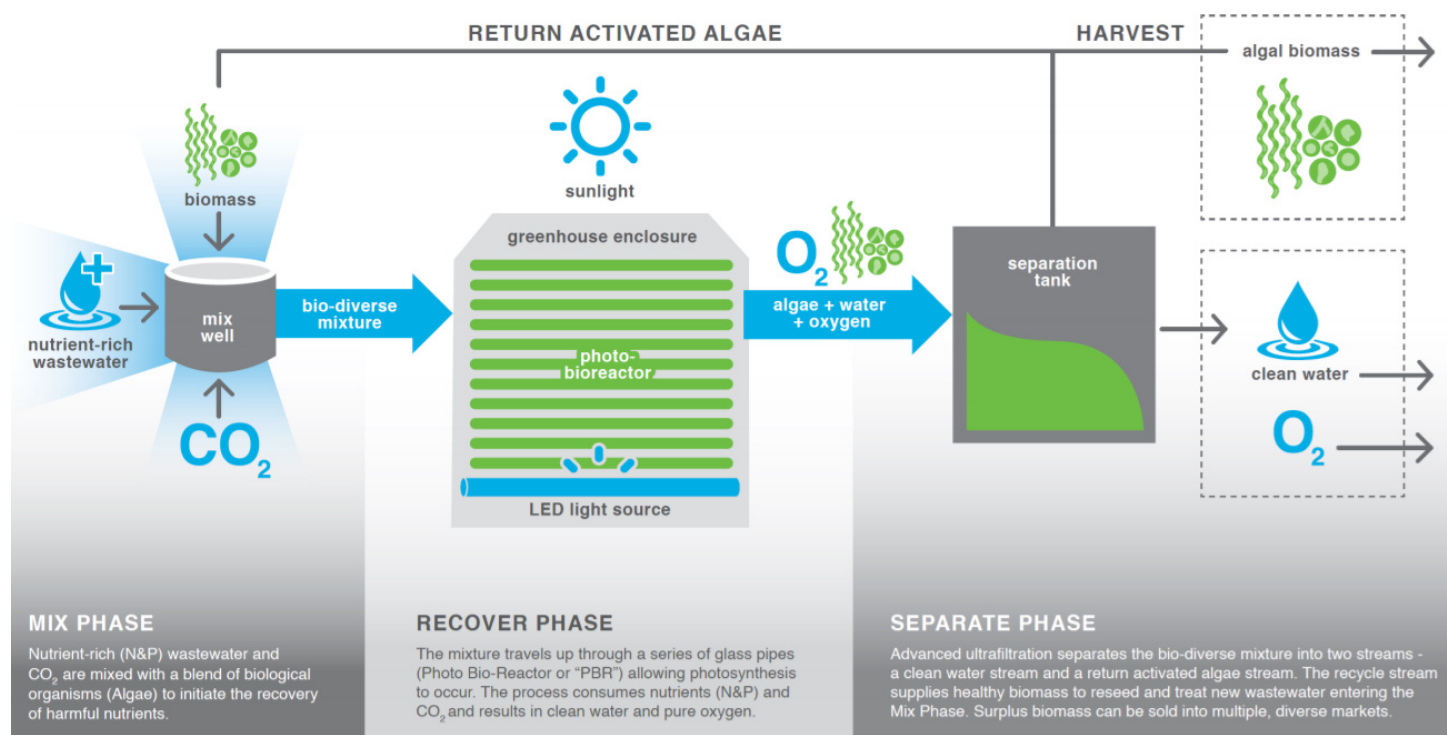 RETURN ACTIVATED ALGAE
HARVEST
algal biomass
biomass
sunlight
nutrient-rich
wastewater
mix
well
CO₂
bio-diverse
mixture
greenhouse enclosure
photo-
bioreactor
LED light source
O₂
algae + water
+ oxygen
separation
tank
clean water
O₂
MIX PHASE
Nutrient-rich (N&P) wastewater and
CO₂ are mixed with a blend of biological
organisms (Algae) to initiate the recovery
of harmful nutrients.
RECOVER PHASE
The mixture travels up through a series of glass pipes
(Photo Bio-Reactor or “PBR”) allowing photosynthesis
to occur. The process consumes nutrients (N&P) and
CO₂ and results in clean water and pure oxygen.
SEPARATE PHASE
Advanced ultrafiltration separates the bio-diverse mixture into two streams -
a clean water stream and a return activated algae stream. The recycle stream
supplies healthy biomass to reseed and treat new wastewater entering the
Mix Phase. Surplus biomass can be sold into multiple, diverse markets.